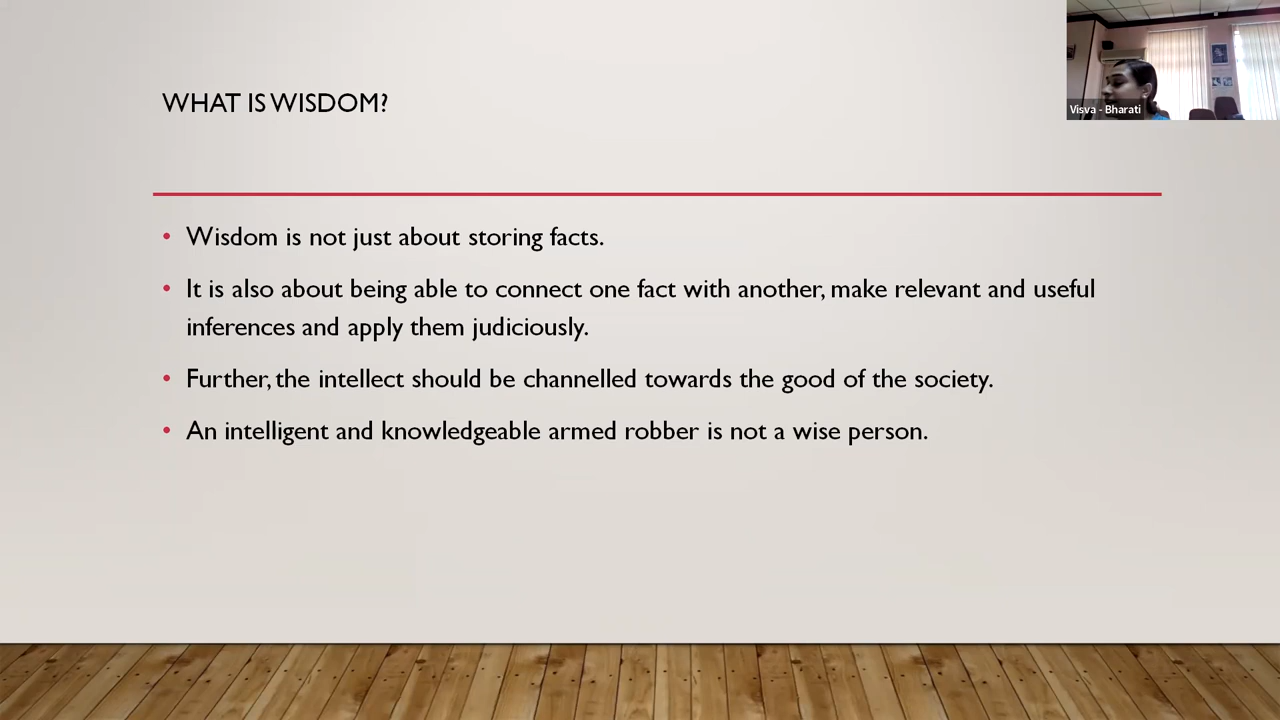 WHAT IS WISDOM?
Visva - Bharati
• Wisdom is not just about storing facts.
• It is also about being able to connect one fact with another, make relevant and useful
inferences and apply them judiciously.
• Further, the intellect should be channelled towards the good of the society.
• An intelligent and knowledgeable armed robber is not a wise person.